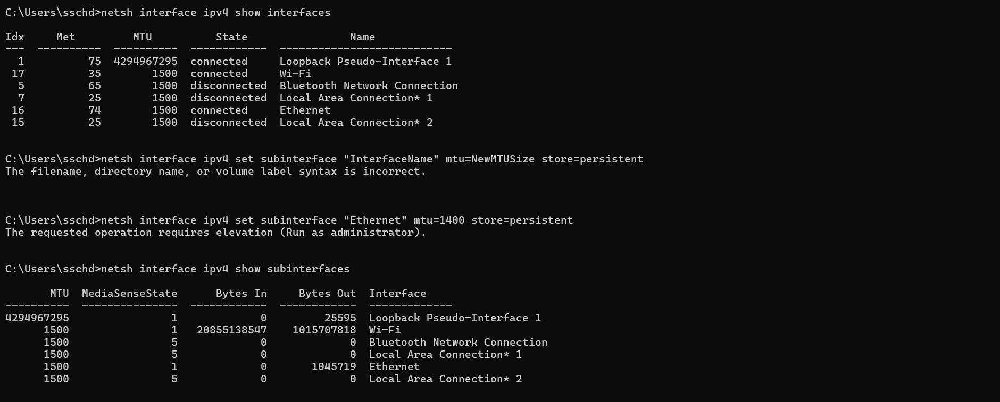 C:\Users\sschd>netsh interface ipv4 show interfaces
Idx     Met         MTU          State                Name
---  ----------  ----------  ------------  ---------------------------
  1          75  4294967295  connected     Loopback Pseudo-Interface 1
 17          35        1500  connected     Wi-Fi
  5          65        1500  disconnected  Bluetooth Network Connection
  7          25        1500  disconnected  Local Area Connection* 1
 16          74        1500  connected     Ethernet
 15          25        1500  disconnected  Local Area Connection* 2
C:\Users\sschd>netsh interface ipv4 set subinterface "InterfaceName" mtu=NewMTUSize store=persistent
The filename, directory name, or volume label syntax is incorrect.
C:\Users\sschd>netsh interface ipv4 set subinterface "Ethernet" mtu=1400 store=persistent
The requested operation requires elevation (Run as administrator).
C:\Users\sschd>netsh interface ipv4 show subinterfaces
       MTU  MediaSenseState      Bytes In     Bytes Out  Interface
----------  ---------------  ------------  ------------  -------------
4294967295                1             0         25595  Loopback Pseudo-Interface 1
      1500                1   20855138547    1015707818  Wi-Fi
      1500                5             0             0  Bluetooth Network Connection
      1500                5             0             0  Local Area Connection* 1
      1500                1             0       1045719  Ethernet
      1500                5             0             0  Local Area Connection* 2